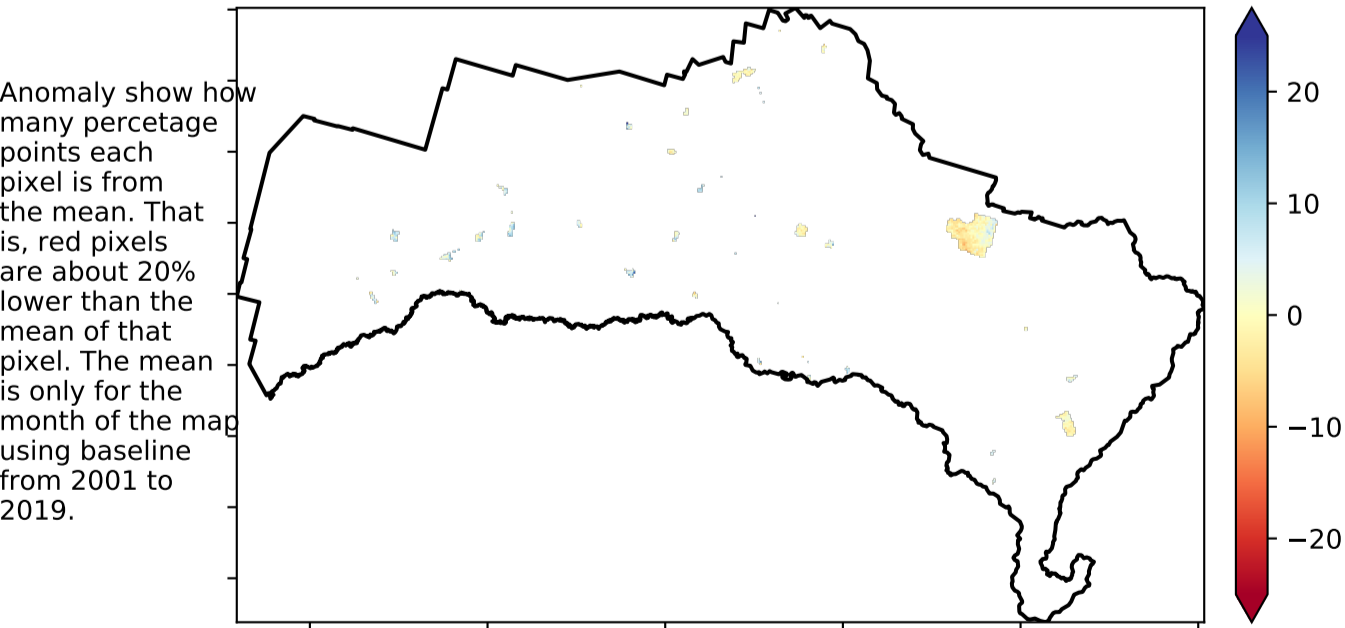 Anomaly show how
many percetage
points each
pixel is from
the mean. That
is, red pixels
are about 20%
lower than the
mean of that
pixel. The mean
is only for the
month of the map
using baseline
from 2001 to
2019.
20
10
0
−10
−20